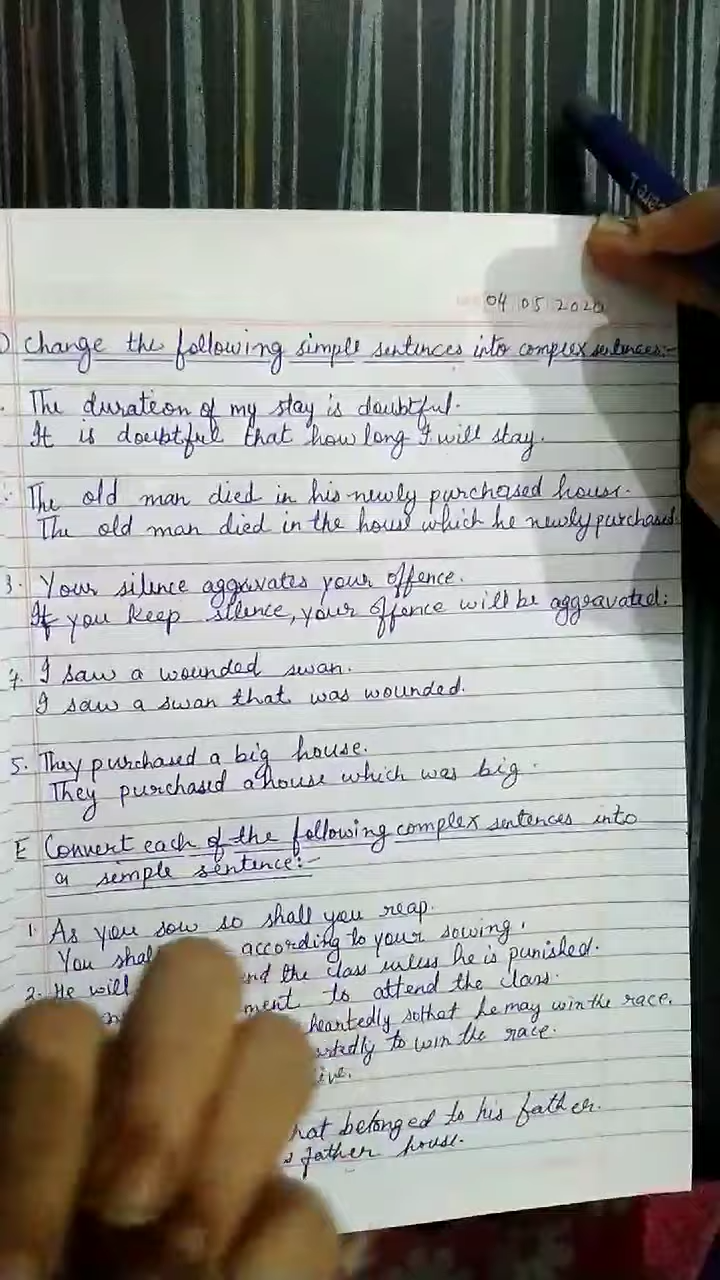 04 05 2020
D) Change the following simple sentences into complex sentences:-
The duration of my stay is doubtful.
It is doubtful that how long I will stay.
The old man died in his newly purchased house.
The old man died in the house which he newly purchased.
3. Your silence aggravates your offence.
If you keep silence, your offence will be aggravated.
4. I saw a wounded swan.
I saw a swan that was wounded.
5. They purchased a big house.
They purchased a house which was big.
E Convert each of the following complex sentences into
a simple sentence:-
1. As you sow so shall you reap.
You shall according to your sowing.
2. He will the class unless he is punished.
to attend the class.
heartedly so that he may win the race.
to win the race.
belonged to his father.
father house.